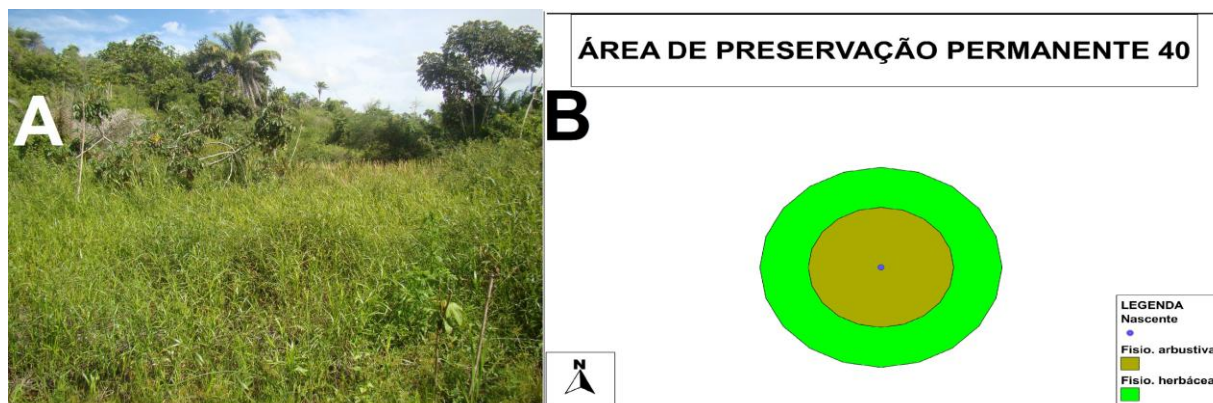 A
ÁREA DE PRESERVAÇÃO PERMANENTE 40
B
LEGENDA
Nascente
Fisio. arbustiva
Fisio. herbácea
N